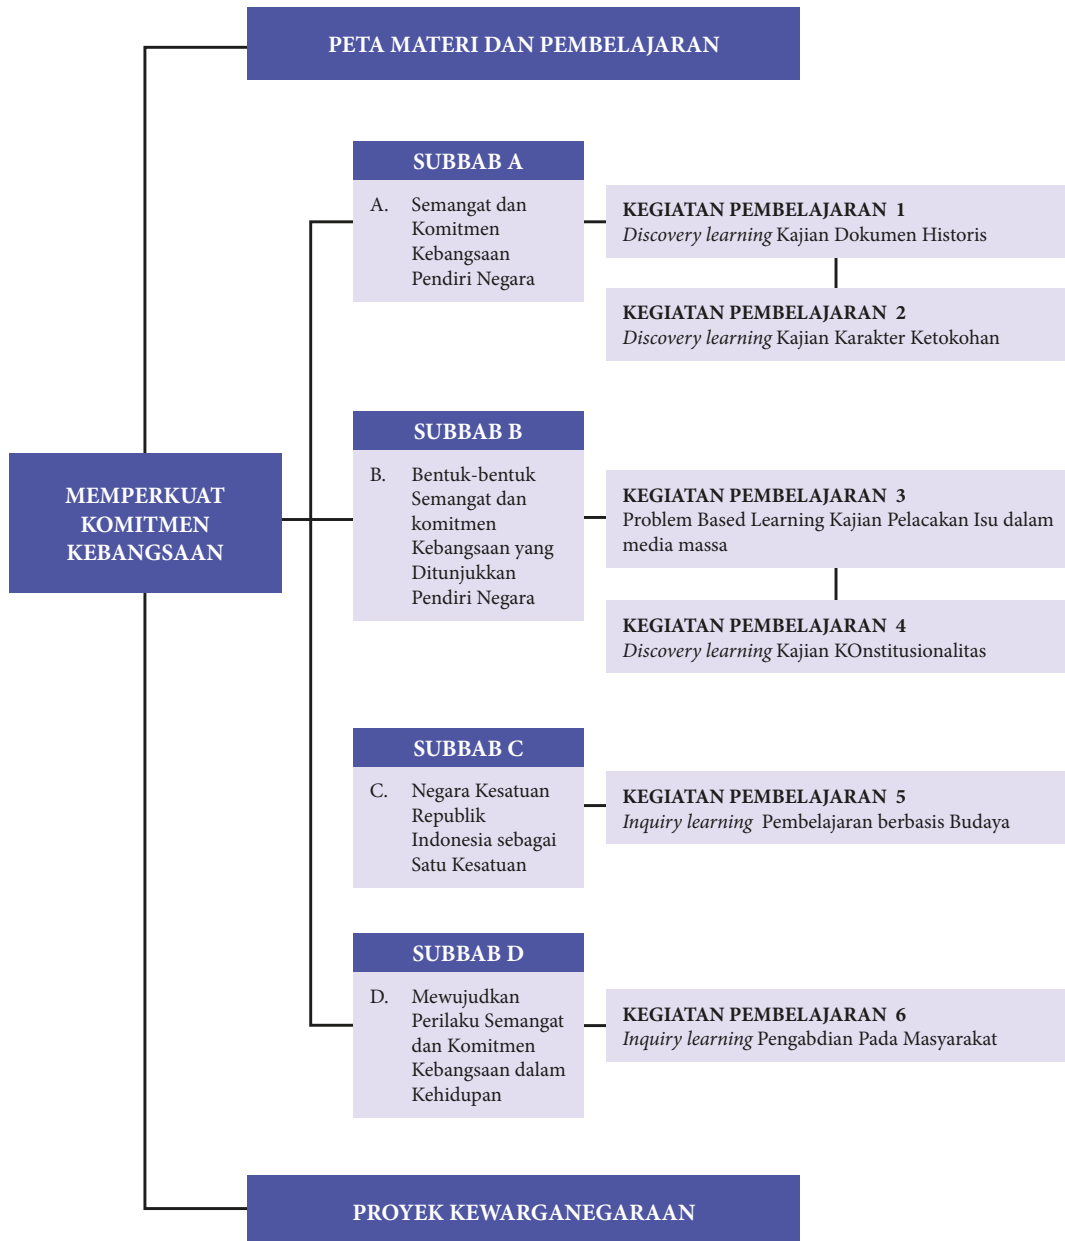 PETA MATERI DAN PEMBELAJARAN
SUBBAB A
A. Semangat dan
Komitmen
Kebangsaan
Pendiri Negara
KEGIATAN PEMBELAJARAN 1
Discovery learning Kajian Dokumen Historis
KEGIATAN PEMBELAJARAN 2
Discovery learning Kajian Karakter Ketokohan
MEMPERKUAT
KOMITMEN
KEBANGSAAN
SUBBAB B
B. Bentuk-bentuk
Semangat dan
komitmen
Kebangsaan yang
Ditunjukkan
Pendiri Negara
KEGIATAN PEMBELAJARAN 3
Problem Based Learning Kajian Pelacakan Isu dalam
media massa
KEGIATAN PEMBELAJARAN 4
Discovery learning Kajian KOnstitusionalitas
SUBBAB C
C. Negara Kesatuan
Republik
Indonesia sebagai
Satu Kesatuan
KEGIATAN PEMBELAJARAN 5
Inquiry learning Pembelajaran berbasis Budaya
SUBBAB D
D. Mewujudkan
Perilaku Semangat
dan Komitmen
Kebangsaan dalam
Kehidupan
KEGIATAN PEMBELAJARAN 6
Inquiry learning Pengabdian Pada Masyarakat
PROYEK KEWARGANEGARAAN